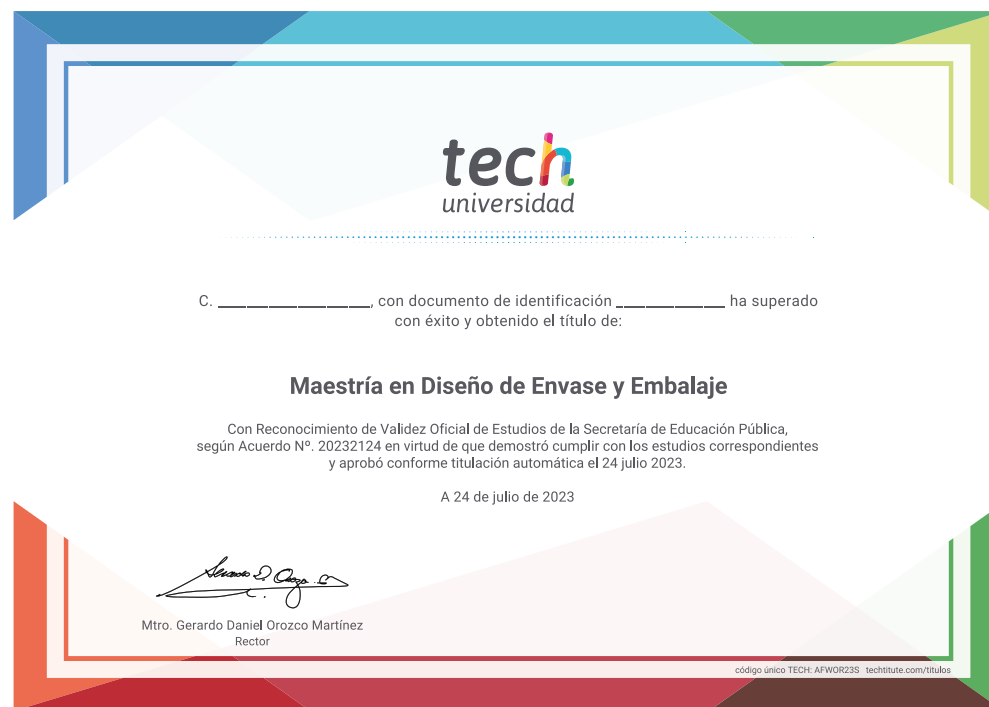 tech
universidad
C. __________________, con documento de identificación _____________ ha superado
con éxito y obtenido el título de:
Maestría en Diseño de Envase y Embalaje
Con Reconocimiento de Validez Oficial de Estudios de la Secretaría de Educación Pública,
según Acuerdo Nº. 20232124 en virtud de que demostró cumplir con los estudios correspondientes
y aprobó conforme titulación automática el 24 julio 2023.
A 24 de julio de 2023
Mtro. Gerardo Daniel Orozco Martínez
Rector
código único TECH: AFWOR23S techtitute.com/titulos